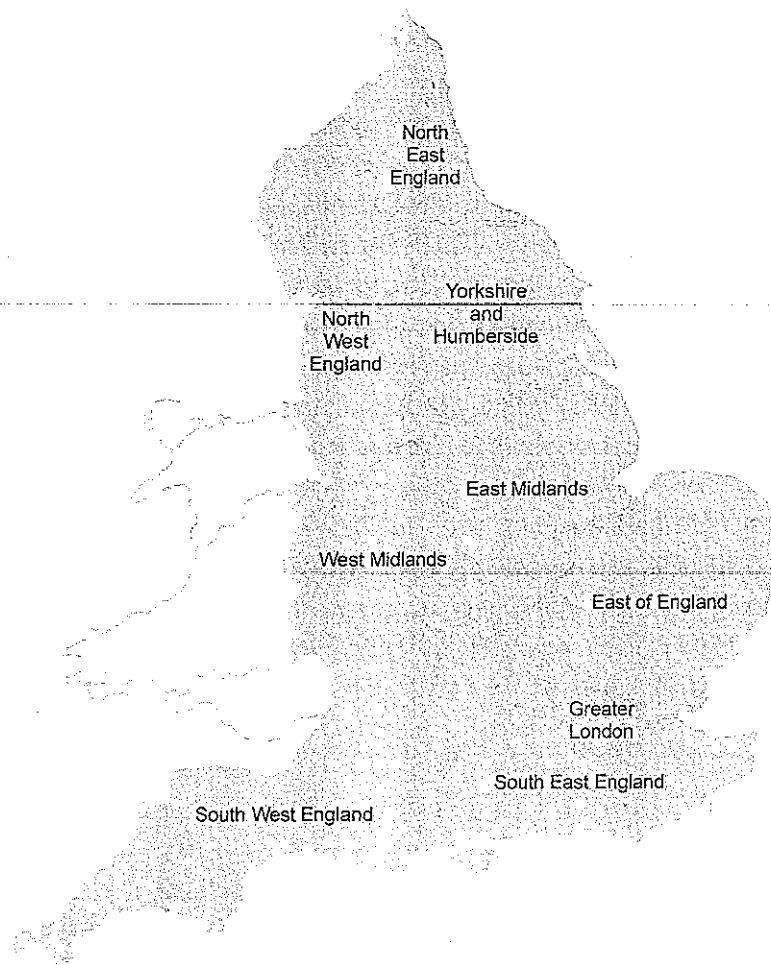 North
East
England
Yorkshire
and
Humberside
North
West
England
East Midlands
West Midlands
East of England
Greater
London
South East England
South West England